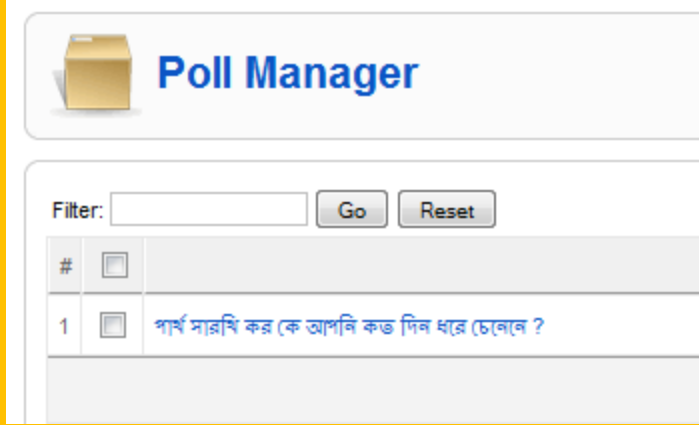 Poll Manager
Filter: Go Reset
#
1 পার্থ সারথি কর কে আপনি কত দিন ধরে চেনেনে ?